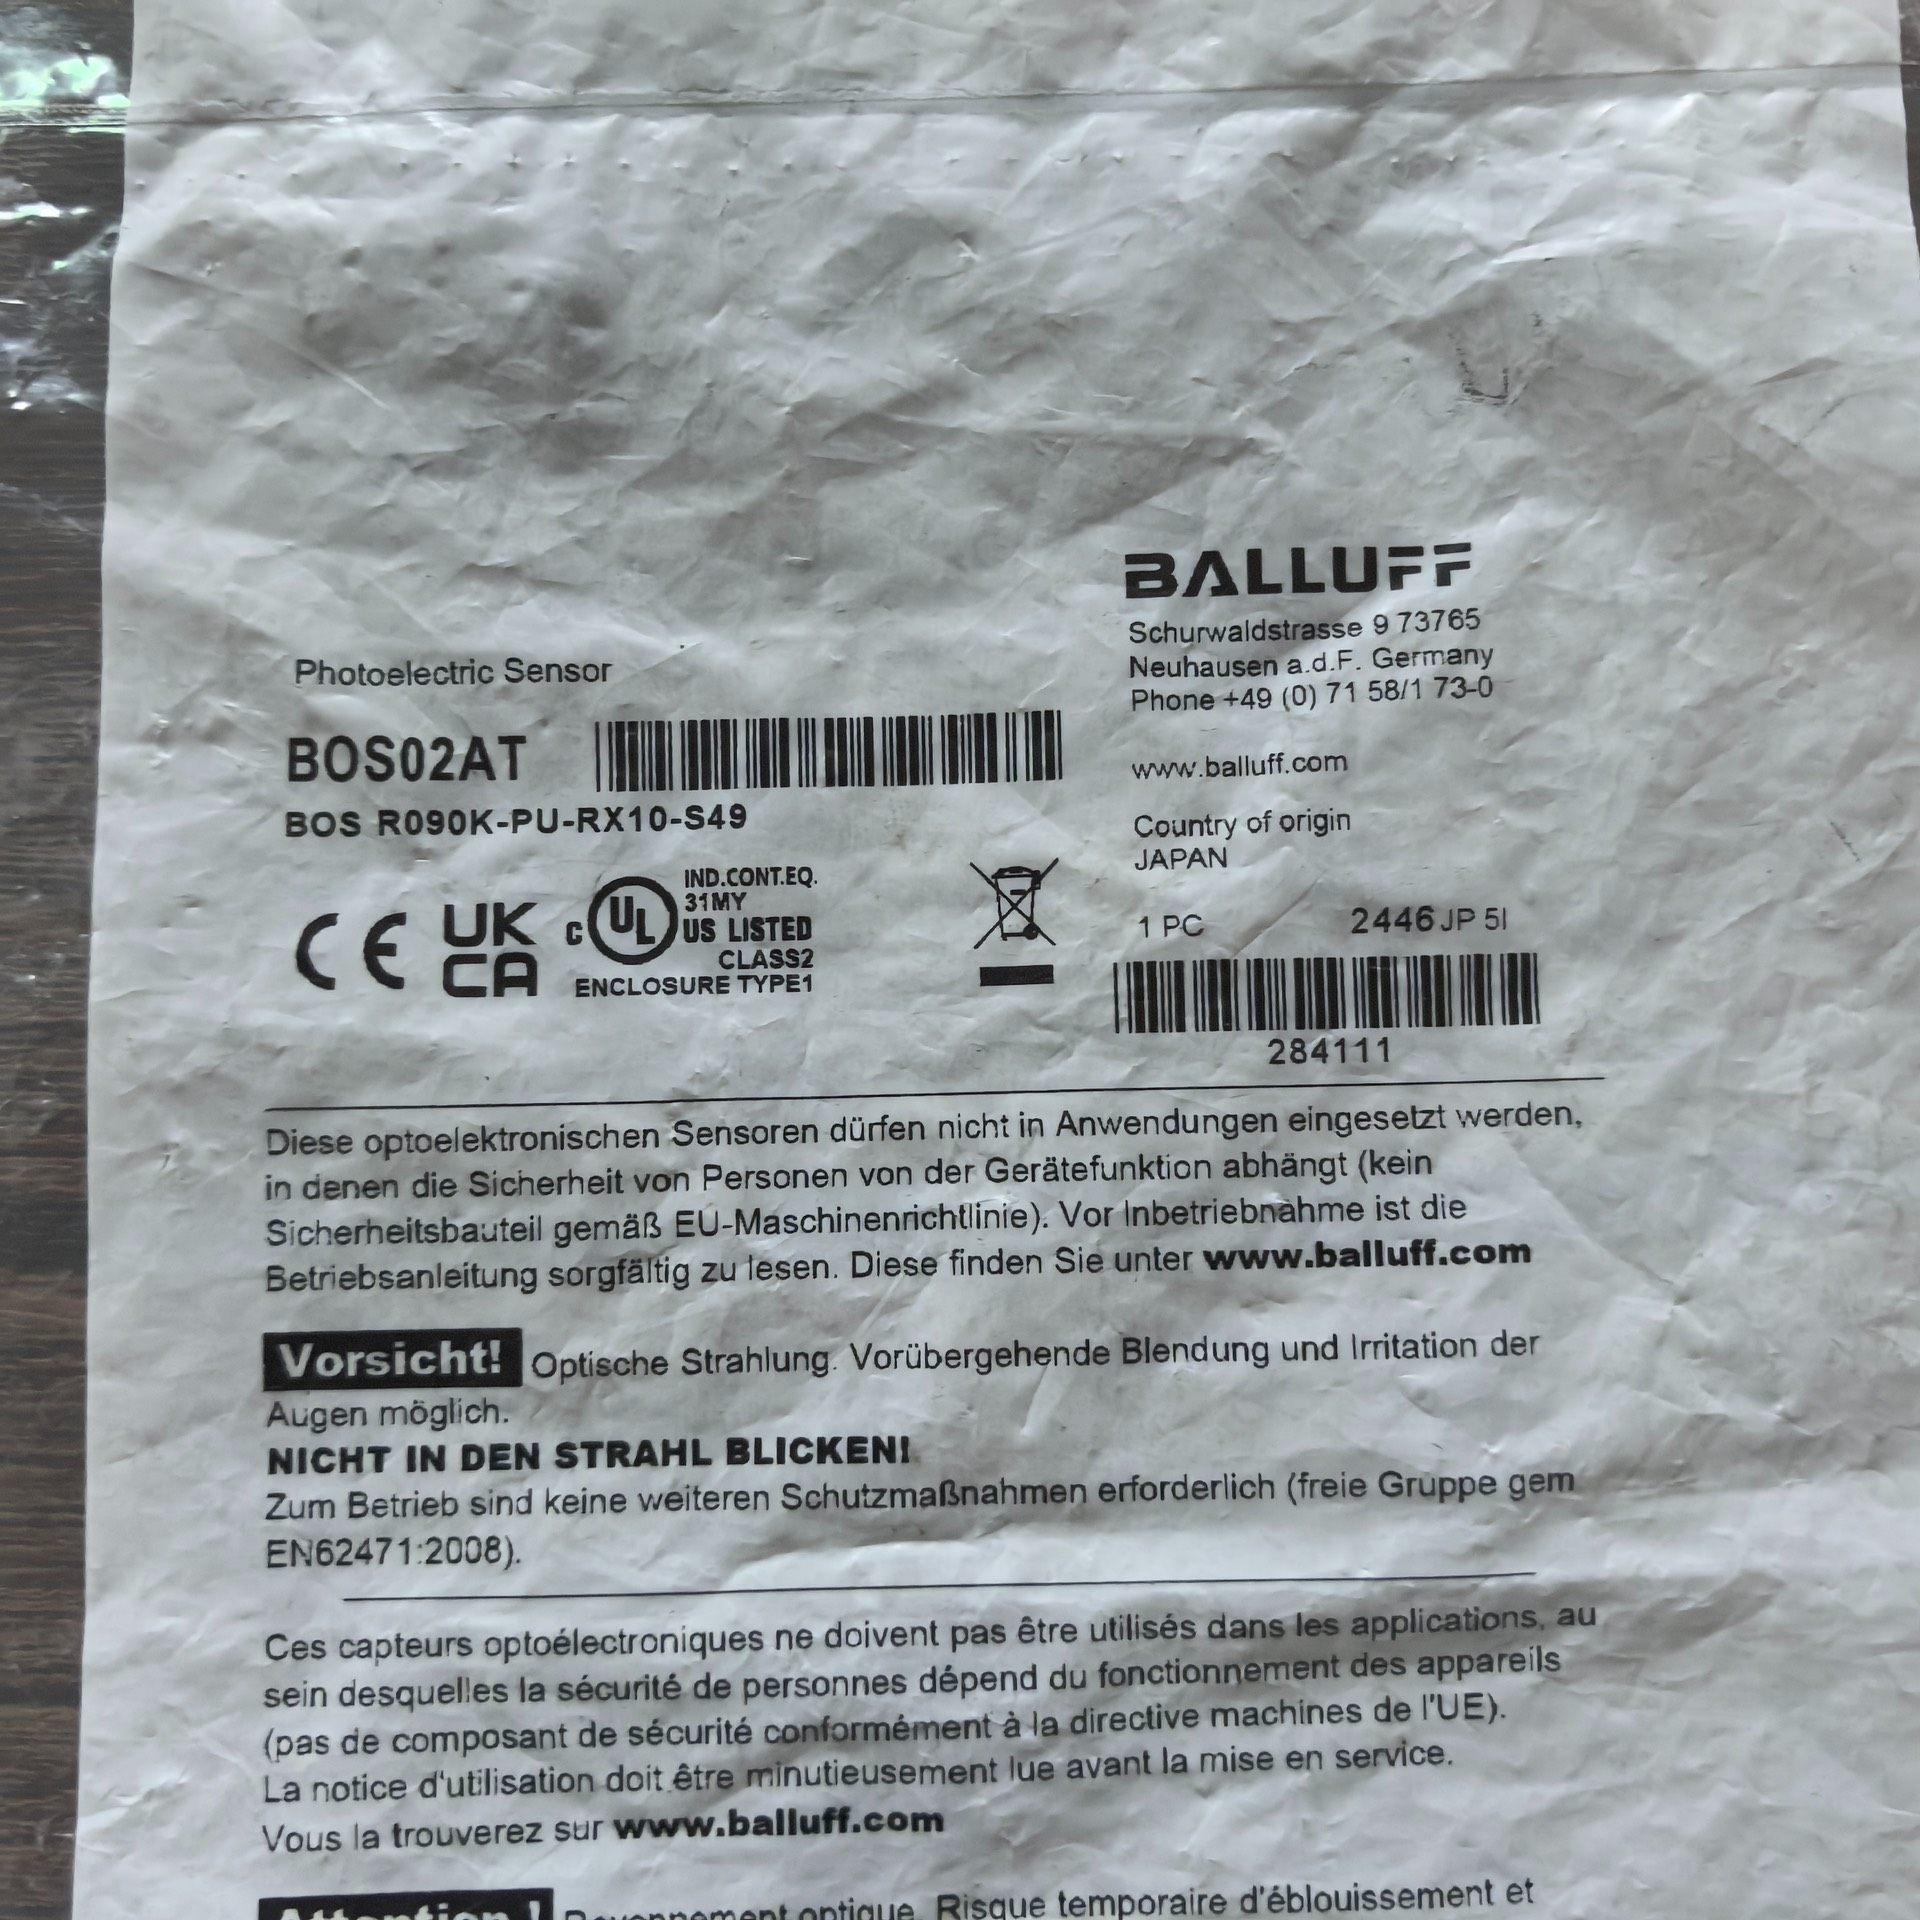 BALLUFF
Schurwaldstrasse 9 73765
Neuhausen a.d.F. Germany
Phone +49 (0) 71 58/1 73-0
www.balluff.com
Country of origin
JAPAN
1 PC 2446 JP 5I
284111
Photoelectric Sensor
BOS02AT
BOS R090K-PU-RX10-S49
CE UK CA
c UL US LISTED
IND.CONT.EQ.
31MY
CLASS2
ENCLOSURE TYPE1
Diese optoelektronischen Sensoren dürfen nicht in Anwendungen eingesetzt werden,
in denen die Sicherheit von Personen von der Gerätefunktion abhängt (kein
Sicherheitsbauteil gemäß EU-Maschinenrichtlinie). Vor Inbetriebnahme ist die
Betriebsanleitung sorgfältig zu lesen. Diese finden Sie unter www.balluff.com
Vorsicht! Optische Strahlung. Vorübergehende Blendung und Irritation der
Augen möglich.
NICHT IN DEN STRAHL BLICKEN!
Zum Betrieb sind keine weiteren Schutzmaßnahmen erforderlich (freie Gruppe gem
EN62471:2008).
Ces capteurs optoélectroniques ne doivent pas être utilisés dans les applications, au
sein desquelles la sécurité de personnes dépend du fonctionnement des appareils
(pas de composant de sécurité conformément à la directive machines de l'UE).
La notice d'utilisation doit être minutieusement lue avant la mise en service.
Vous la trouverez sur www.balluff.com
Attention ! optique. Risque temporaire d'éblouissement et